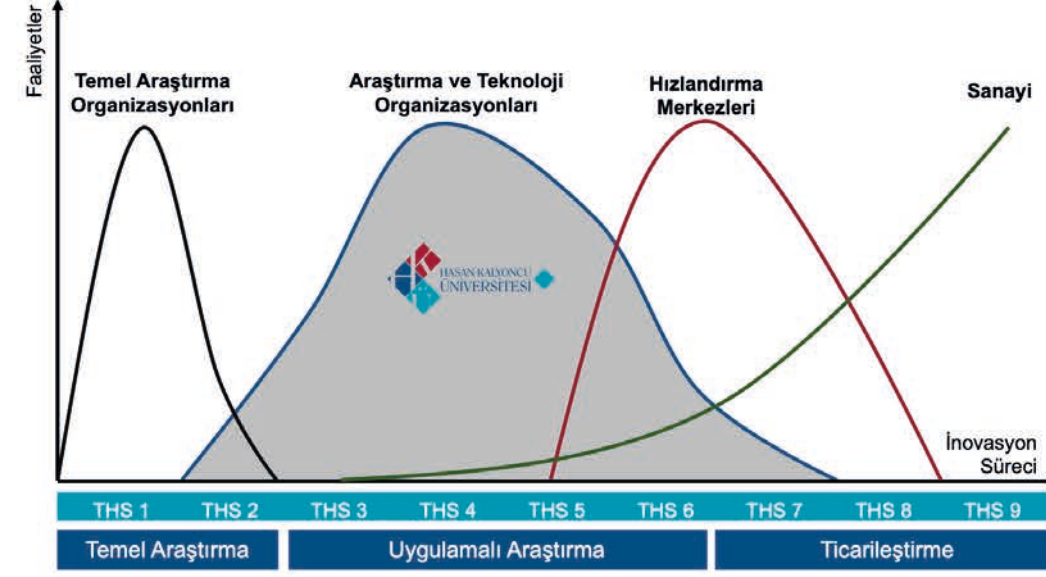 Faaliyetler
Temel Araştırma
Organizasyonları
Araştırma ve Teknoloji
Organizasyonları
Hızlandırma
Merkezleri
Sanayi
HASAN KALYONCU
ÜNİVERSİTESİ
İnovasyon
Süreci
THS 1 THS 2 THS 3 THS 4 THS 5 THS 6 THS 7 THS 8 THS 9
Temel Araştırma Uygulamalı Araştırma Ticarileştirme